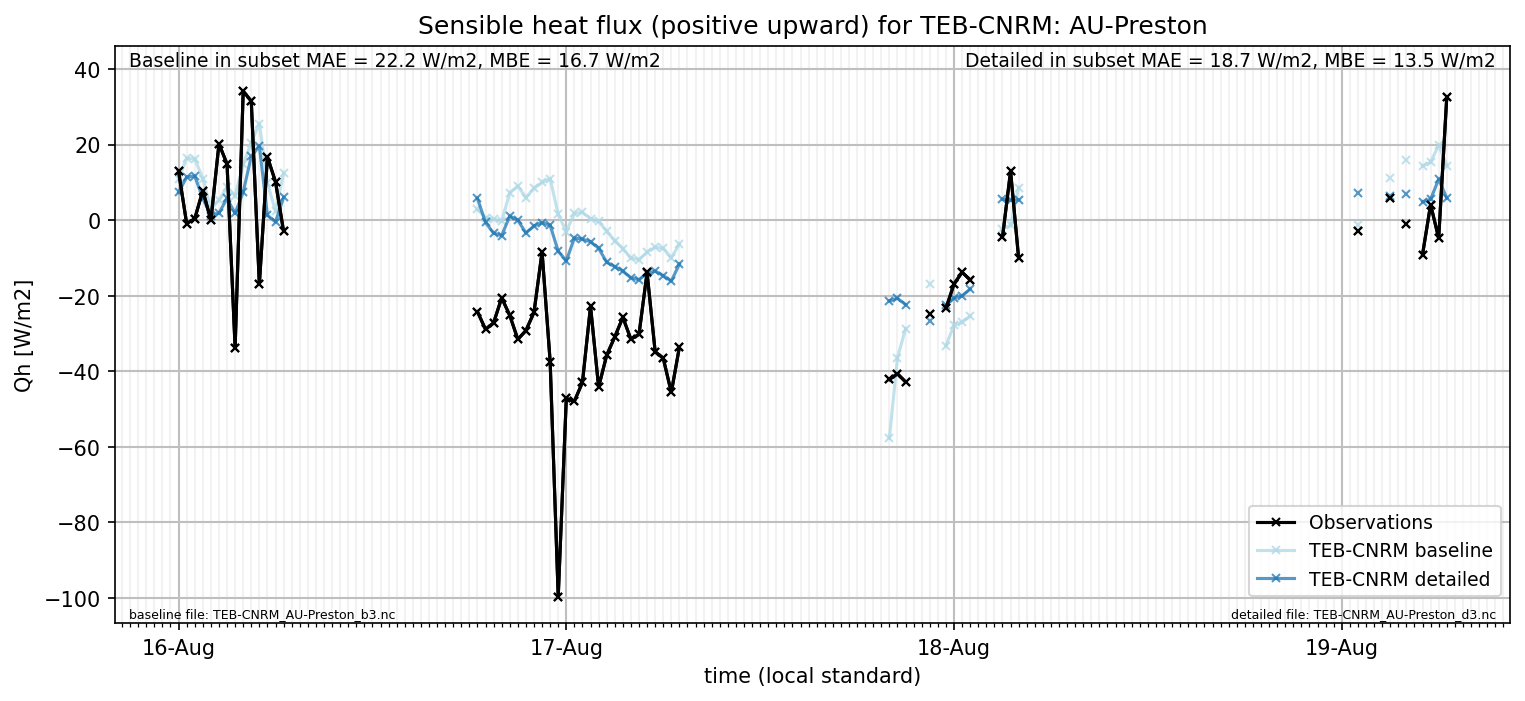 Sensible heat flux (positive upward) for TEB-CNRM: AU-Preston
Baseline in subset MAE = 22.2 W/m2, MBE = 16.7 W/m2
Detailed in subset MAE = 18.7 W/m2, MBE = 13.5 W/m2
40
20
0
−20
−40
−60
−80
−100
Qh [W/m2]
Observations
TEB-CNRM baseline
TEB-CNRM detailed
baseline file: TEB-CNRM_AU-Preston_b3.nc
detailed file: TEB-CNRM_AU-Preston_d3.nc
16-Aug
17-Aug
18-Aug
19-Aug
time (local standard)